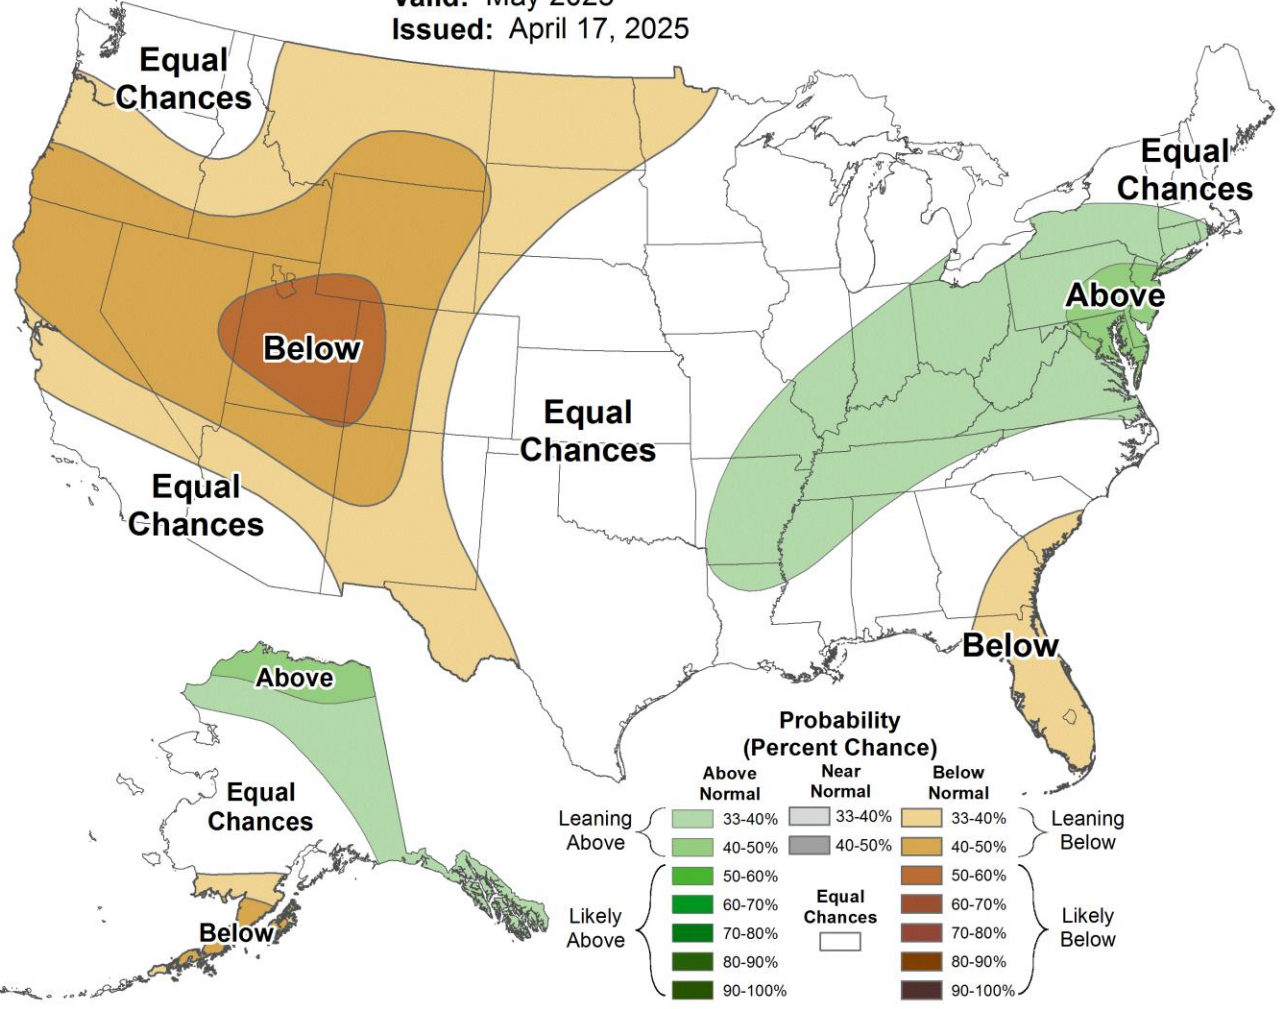 Valid: May 2025
Issued: April 17, 2025
Equal
Chances
Equal
Chances
Above
Below
Equal
Chances
Equal
Chances
Below
Above
Equal
Chances
Below
Probability
(Percent Chance)
Above
Normal
Near
Normal
Below
Normal
Leaning
Above
33-40%
40-50%
50-60%
60-70%
70-80%
80-90%
90-100%
Likely
Above
33-40%
40-50%
Equal
Chances
33-40%
40-50%
50-60%
60-70%
70-80%
80-90%
90-100%
Leaning
Below
Likely
Below